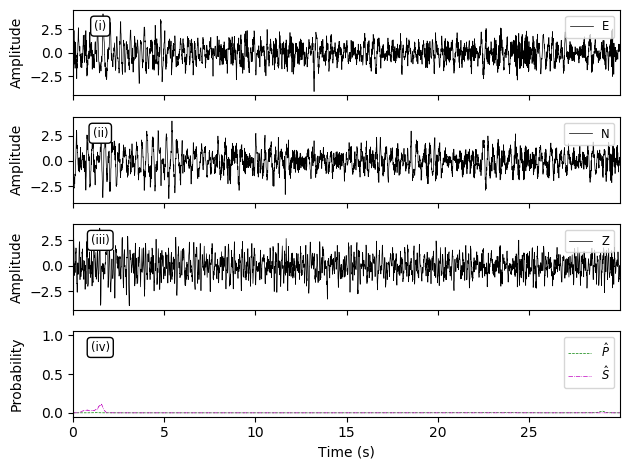 (i)
E
2.5
0.0
−2.5
Amplitude
(ii)
N
2.5
0.0
−2.5
Amplitude
(iii)
Z
2.5
0.0
−2.5
Amplitude
(iv)
P̂
Ŝ
1.0
0.5
0.0
Probability
0 5 10 15 20 25
Time (s)